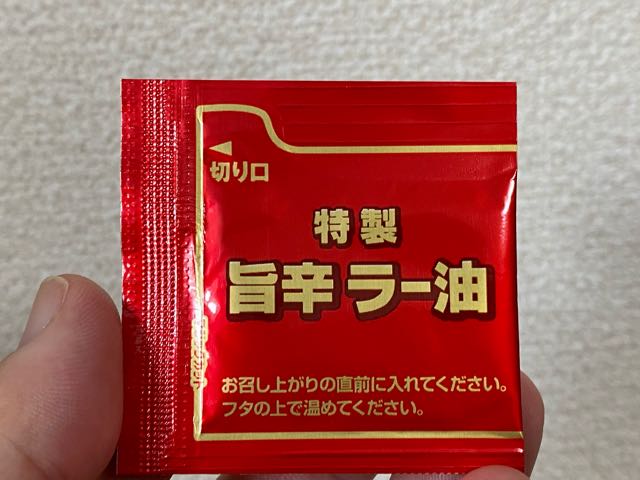 切り口
特製
旨辛ラー油
お召し上がりの直前に入れてください。
フタの上で温めてください。